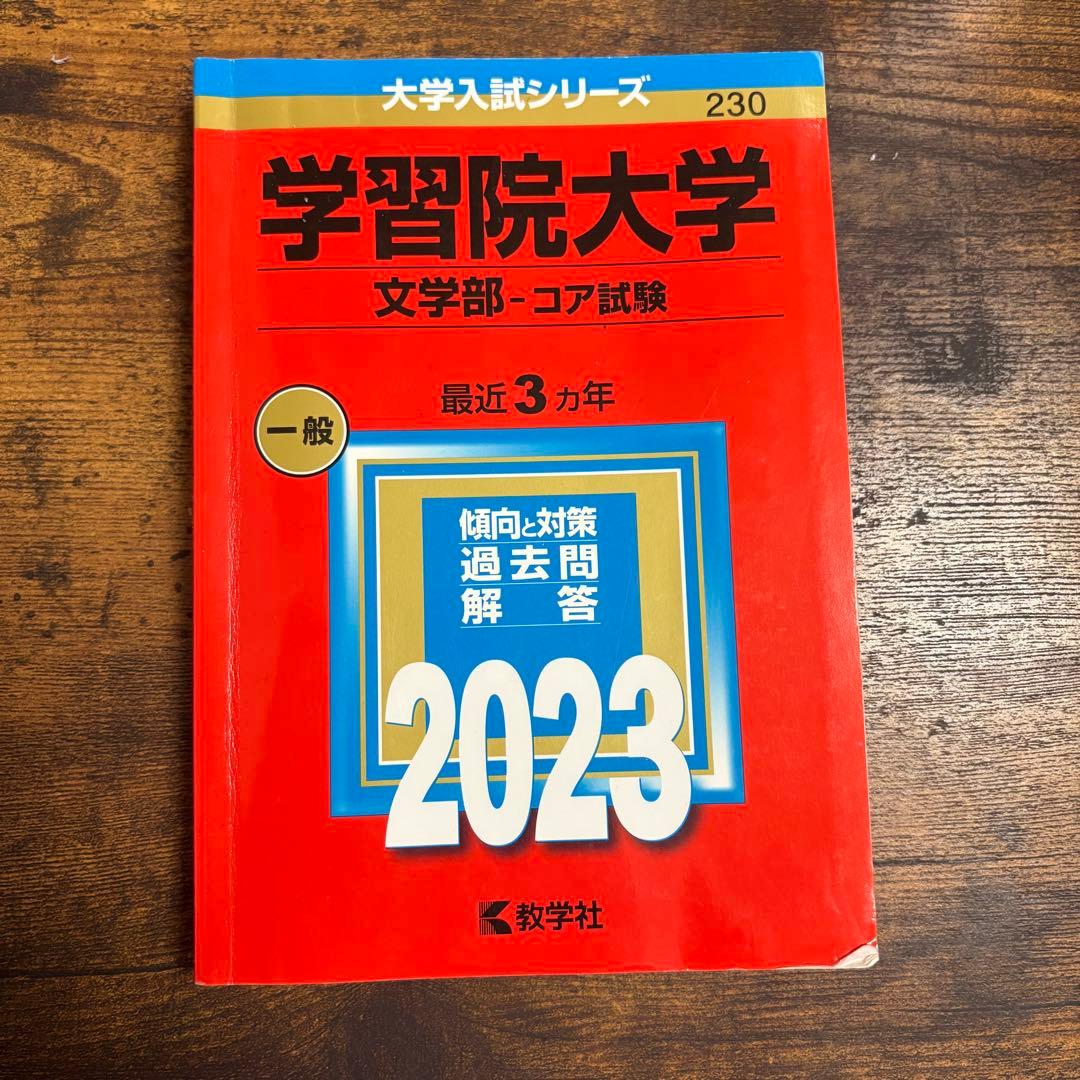 大学入試シリーズ
230
学習院大学
文学部－コア試験
最近3カ年
一般
傾向と対策
過去問
解答
2023
教学社